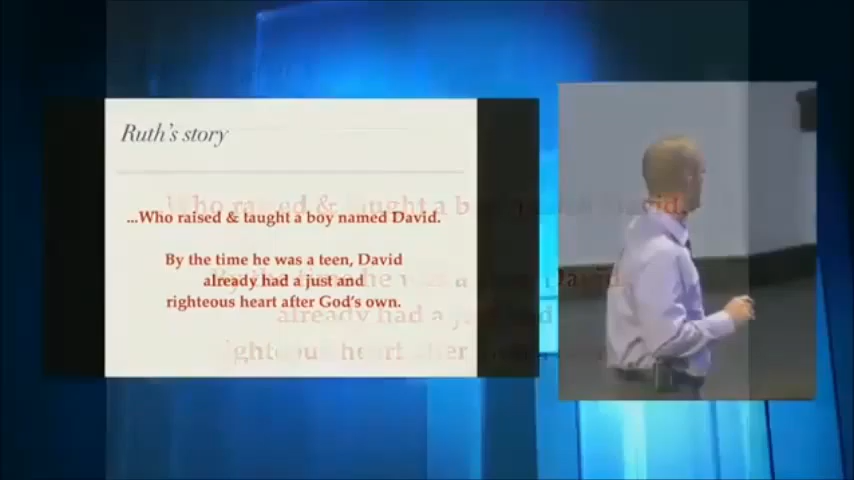 Ruth's story
...Who raised & taught a boy named David.
By the time he was a teen, David
already had a just and
righteous heart after God's own.